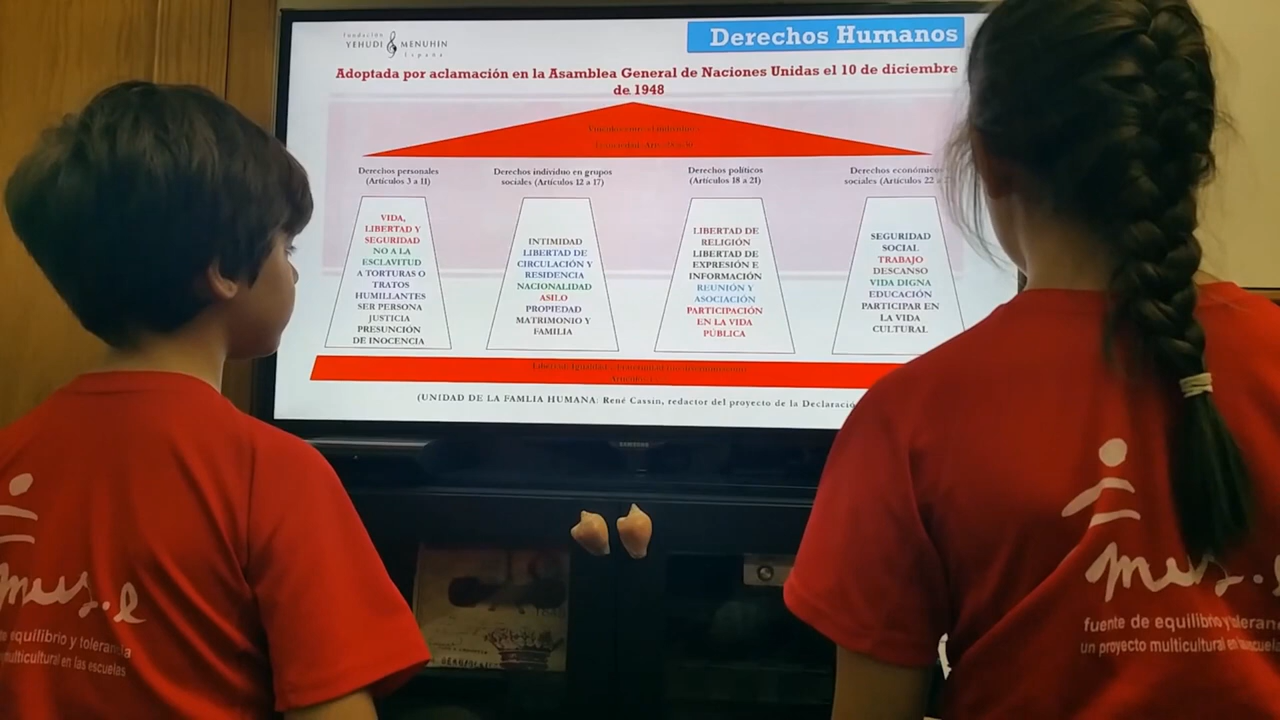 fundación
YEHUDI MENUHIN
España
Derechos Humanos
Adoptada por aclamación en la Asamblea General de Naciones Unidas el 10 de diciembre
de 1948
Derechos personales
(Artículos 3 a 11)
VIDA,
LIBERTAD Y
SEGURIDAD
NO A LA
ESCLAVITUD
A TORTURAS O
TRATOS
HUMILLANTES
SER PERSONA
JUSTICIA
PRESUNCIÓN
DE INOCENCIA
Derechos individuo en grupos
sociales (Artículos 12 a 17)
INTIMIDAD
LIBERTAD DE
CIRCULACIÓN Y
RESIDENCIA
NACIONALIDAD
ASILO
PROPIEDAD
MATRIMONIO Y
FAMILIA
Derechos políticos
(Artículos 18 a 21)
LIBERTAD DE
RELIGIÓN
LIBERTAD DE
EXPRESIÓN E
INFORMACIÓN
REUNIÓN Y
ASOCIACIÓN
PARTICIPACIÓN
EN LA VIDA
PÚBLICA
Derechos económico
sociales (Artículos 22 a
SEGURIDAD
SOCIAL
TRABAJO
DESCANSO
VIDA DIGNA
EDUCACIÓN
PARTICIPAR EN
LA VIDA
CULTURAL
(UNIDAD DE LA FAMLIA HUMANA: René Cassin, redactor del proyecto de la Declaració
SAMSUNG
mus.e
equilibrio y tolerancia
multicultural en las escuelas
mus.e
fuente de equilibrio y toleran
un proyecto multicultural en